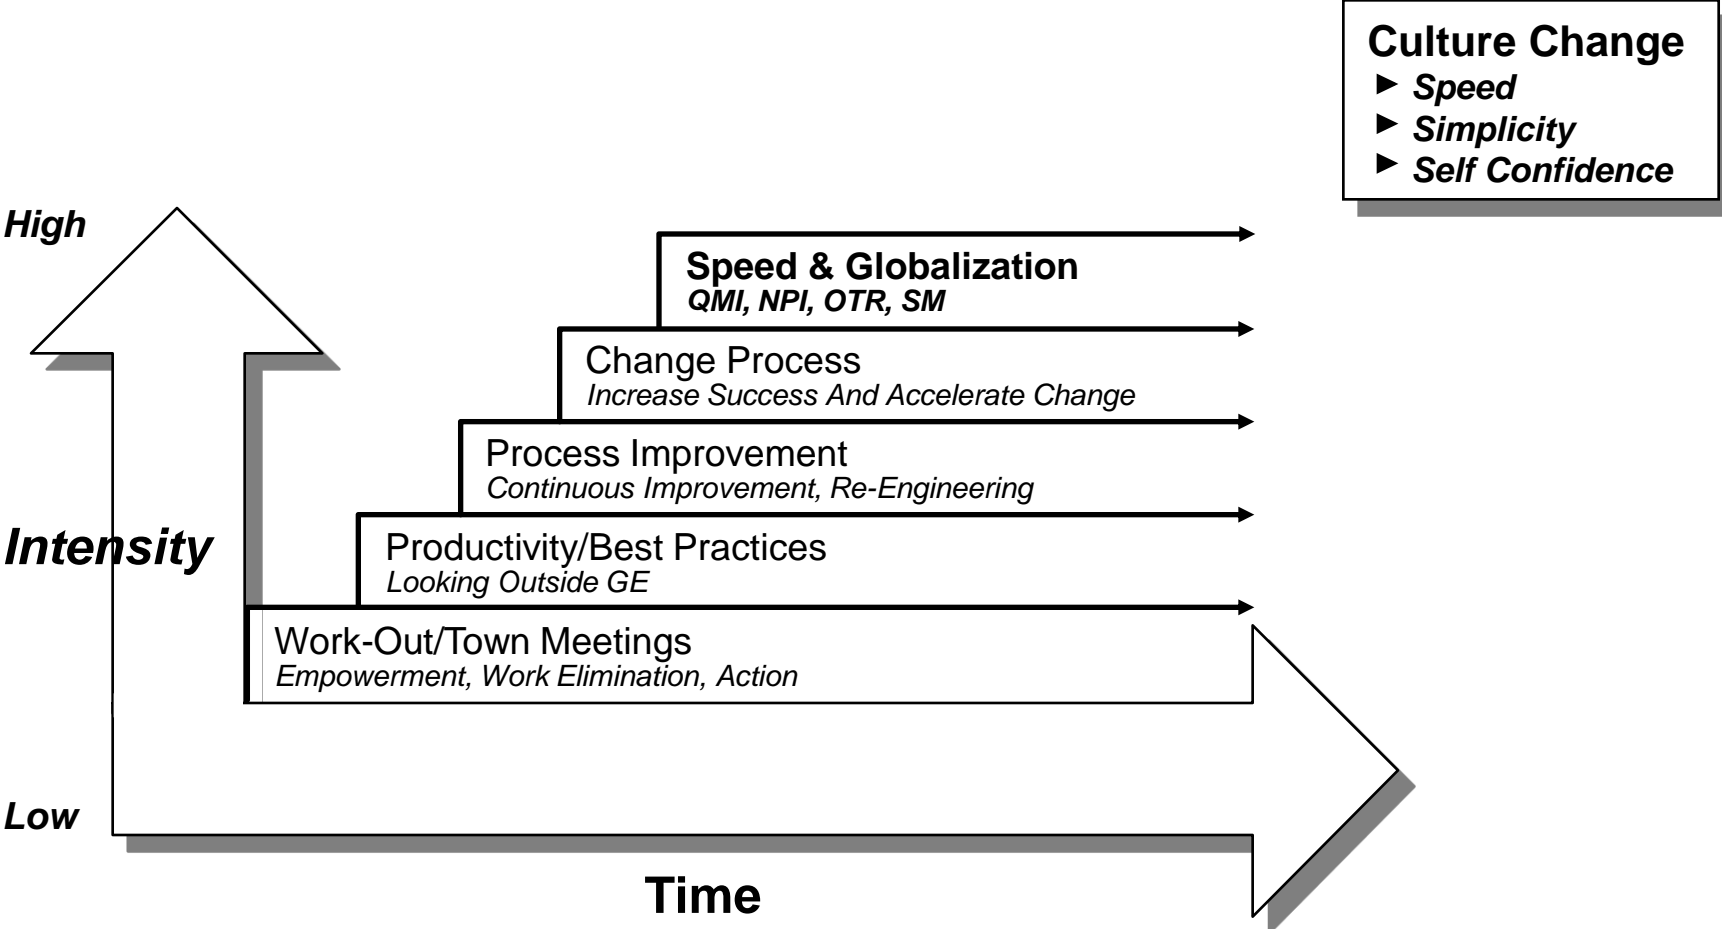 Culture Change
► Speed
► Simplicity
► Self Confidence
High
Speed & Globalization
QMI, NPI, OTR, SM
Change Process
Increase Success And Accelerate Change
Process Improvement
Continuous Improvement, Re-Engineering
Intensity
Productivity/Best Practices
Looking Outside GE
Work-Out/Town Meetings
Empowerment, Work Elimination, Action
Low
Time